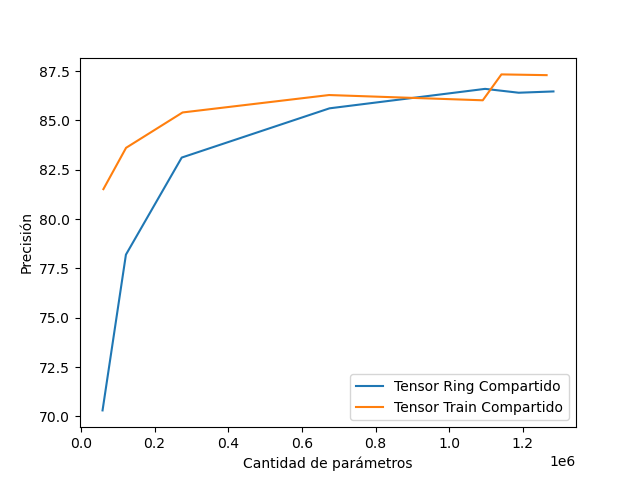 87.5
85.0
82.5
80.0
77.5
75.0
72.5
70.0
Precisión
Tensor Ring Compartido
Tensor Train Compartido
0.0 0.2 0.4 0.6 0.8 1.0 1.2
1e6
Cantidad de parámetros